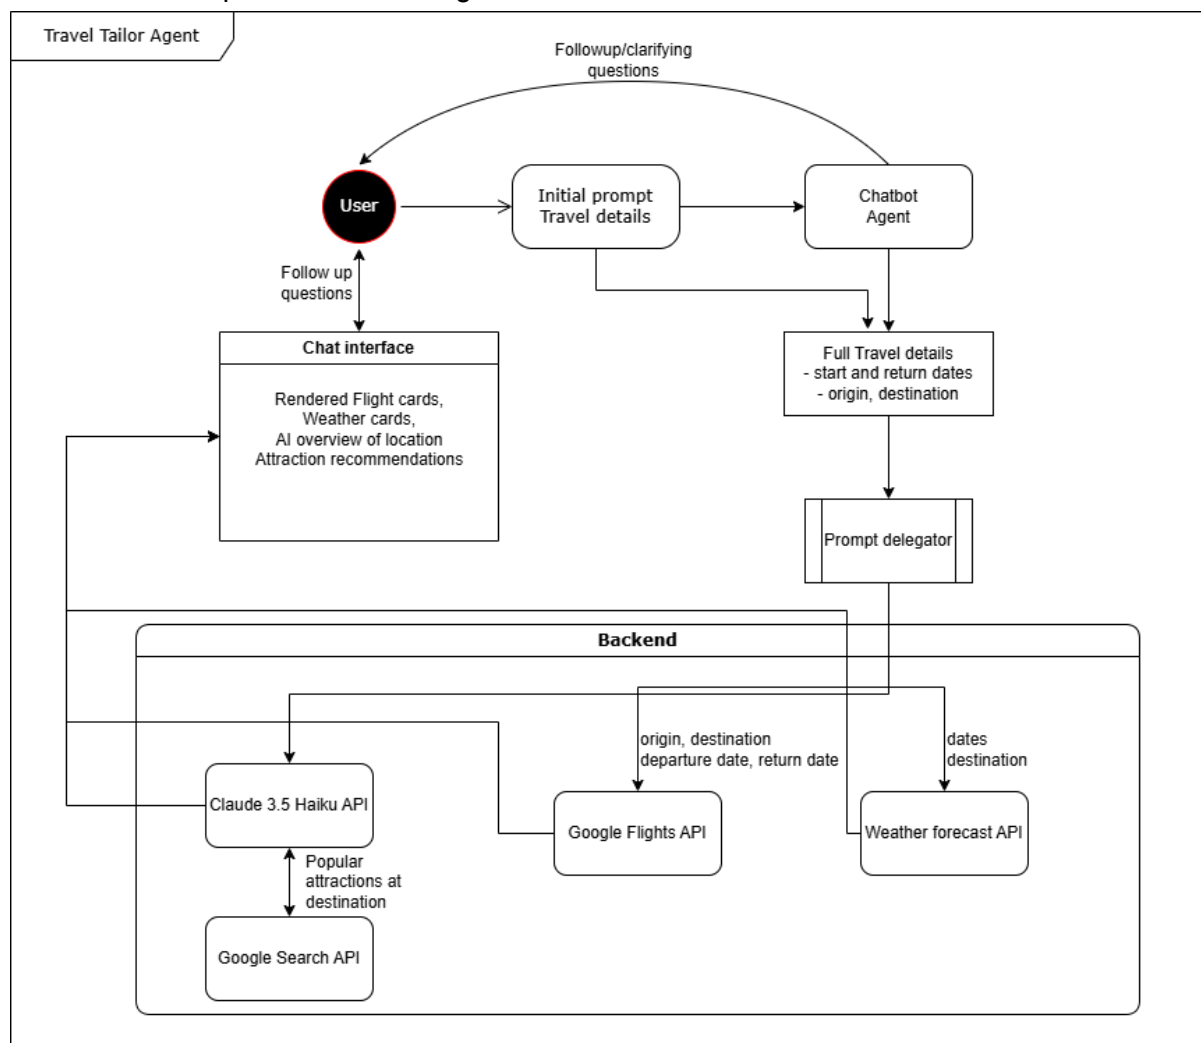 Travel Tailor Agent
Followup/clarifying
questions
User
Initial prompt
Travel details
Chatbot
Agent
Follow up
questions
Chat interface
Rendered Flight cards,
Weather cards,
AI overview of location
Attraction recommendations
Full Travel details
- start and return dates
- origin, destination
Prompt delegator
Backend
origin, destination
departure date, return date
dates
destination
Claude 3.5 Haiku API
Google Flights API
Weather forecast API
Popular
attractions at
destination
Google Search API